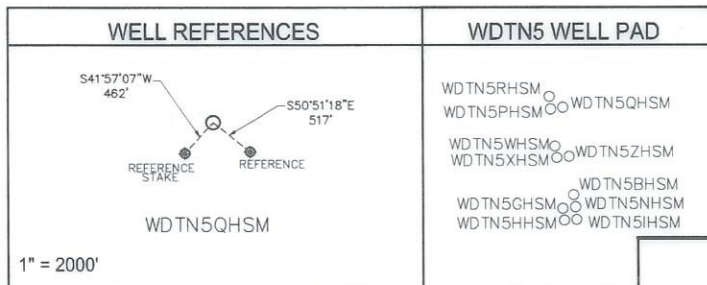 WELL REFERENCES
S41°57'07"W
462'
S50°51'18"E
517'
REFERENCE
STAKE
REFERENCE
WDTN5QHSM
1" = 2000'
WDTN5 WELL PAD
WDTN5RHSM
WDTN5PHSM
WDTN5QHSM
WDTN5WHSM
WDTN5XHSM
WDTN5ZHSM
WDTN5BHSM
WDTN5GHSM
WDTN5NHSM
WDTN5HHSM
WDTN5IHSM